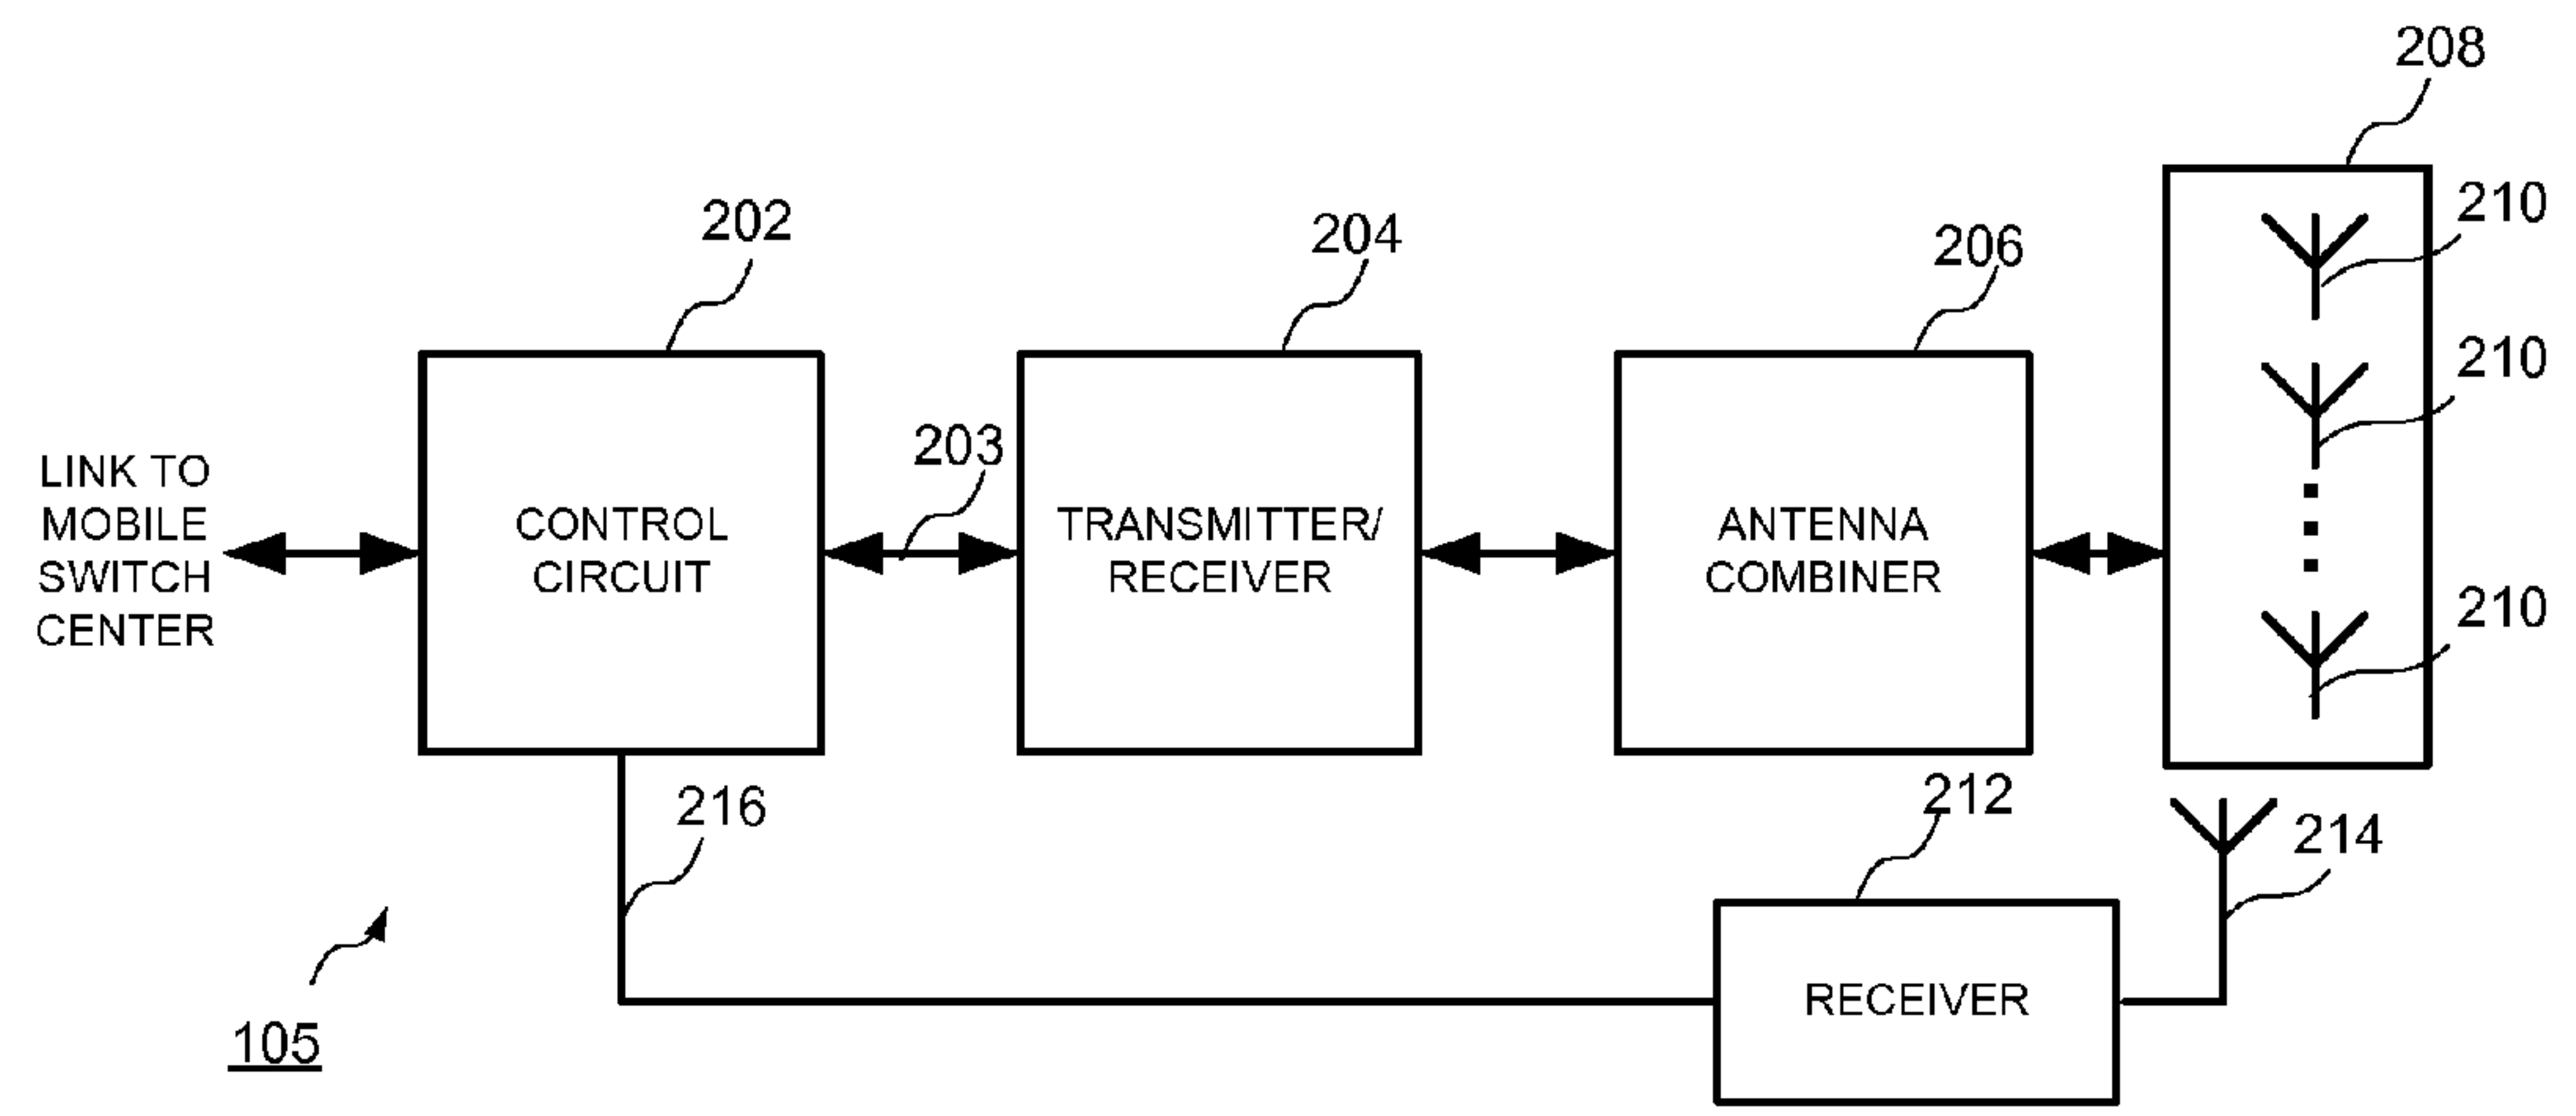 208
210
202
204
206
210
203
LINK TO
MOBILE
SWITCH
CENTER
CONTROL
CIRCUIT
TRANSMITTER/
RECEIVER
ANTENNA
COMBINER
210
216
212
214
RECEIVER
105